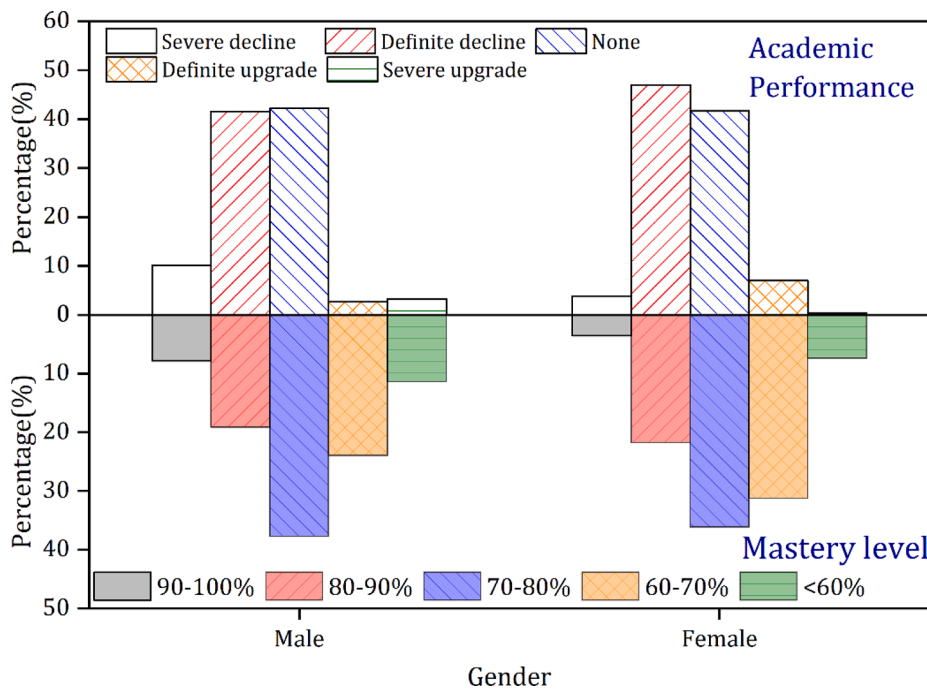 60
50
40
30
20
10
0
10
20
30
40
50
Percentage(%)
Percentage(%)
Severe decline
Definite decline
None
Definite upgrade
Severe upgrade
Academic
Performance
Mastery level
90-100%
80-90%
70-80%
60-70%
<60%
Male
Female
Gender